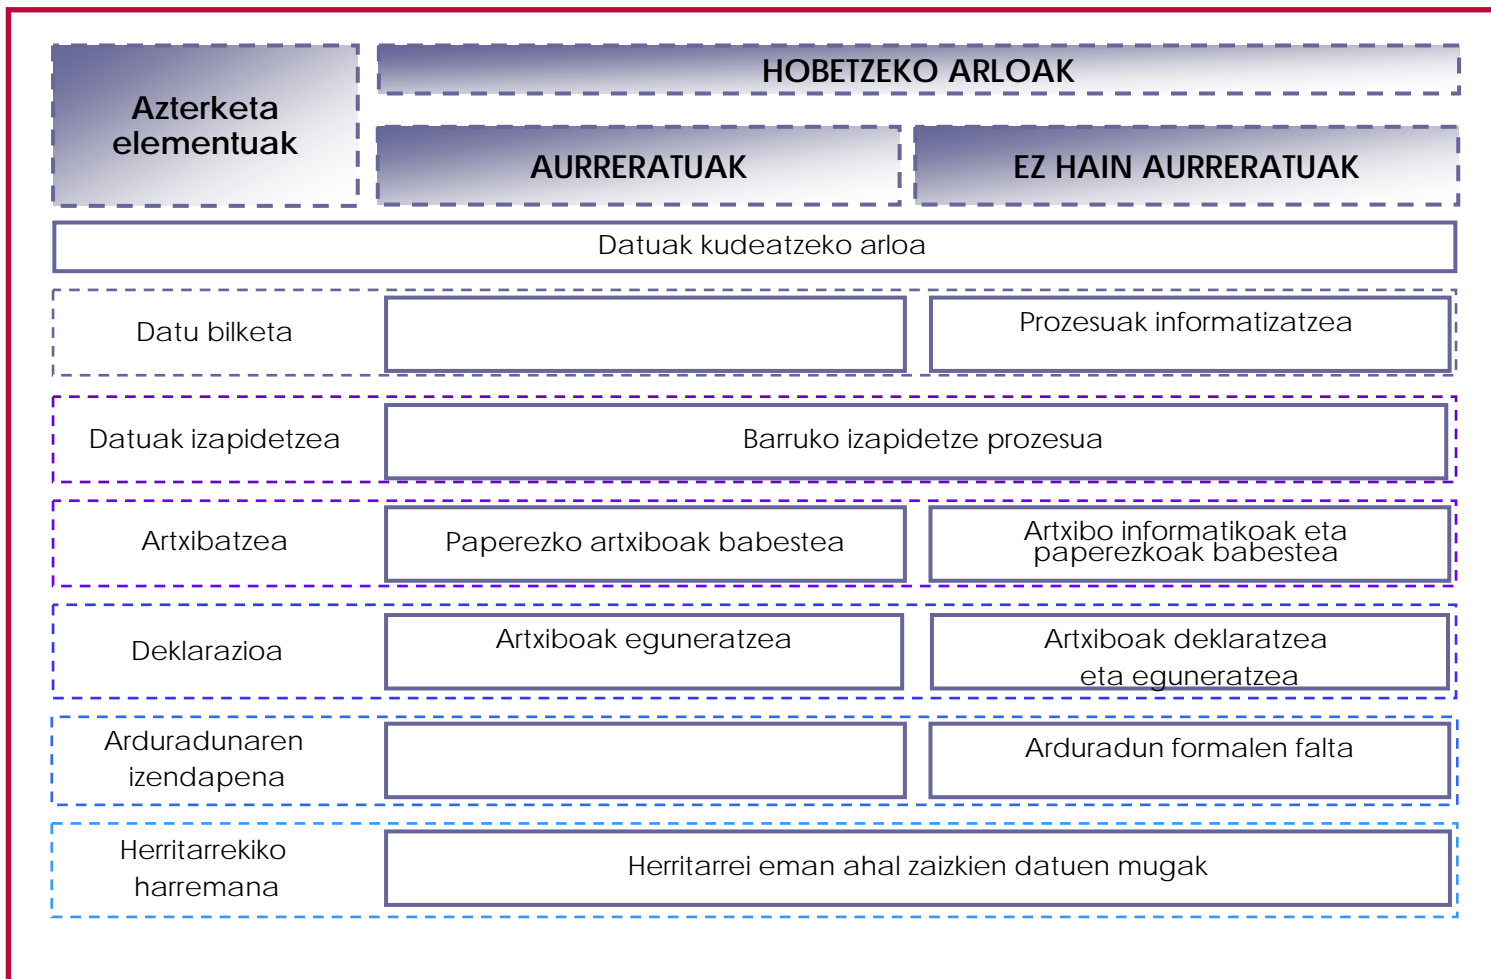 Azterketa
elementuak
HOBETZEKO ARLOAK
AURRERATUAK
EZ HAIN AURRERATUAK
Datuak kudeatzeko arloa
Datu bilketa
Prozesuak informatizatzea
Datuak izapidetzea
Barruko izapidetze prozesua
Artxibatzea
Paperezko artxiboak babestea
Artxibo informatikoak eta
paperezkoak babestea
Deklarazioa
Artxiboak eguneratzea
Artxiboak deklaratzea
eta eguneratzea
Arduradunaren
izendapena
Arduradun formalen falta
Herritarrekiko
harremana
Herritarrei eman ahal zaizkien datuen mugak